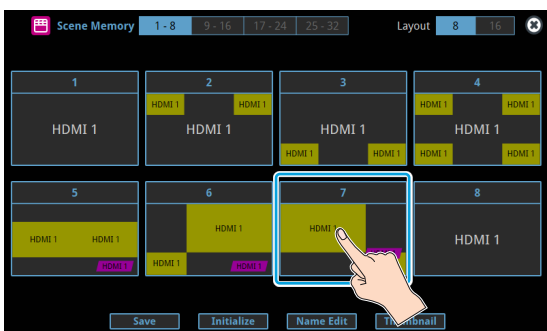 Scene Memory 1 - 8 9 - 16 17 - 24 25 - 32 Layout 8 16
1 2 3 4
HDMI 1 HDMI 1
HDMI 1 HDMI 1
HDMI 1 HDMI 1 HDMI 1 HDMI 1
HDMI 1 HDMI 1 HDMI 1 HDMI 1
5 6 7 8
HDMI 1 HDMI 1
HDMI 1 HDMI 1 HDMI 1
HDMI 1 HDMI 1 HDMI 1 HDMI 1
Save Initialize Name Edit Thumbnail